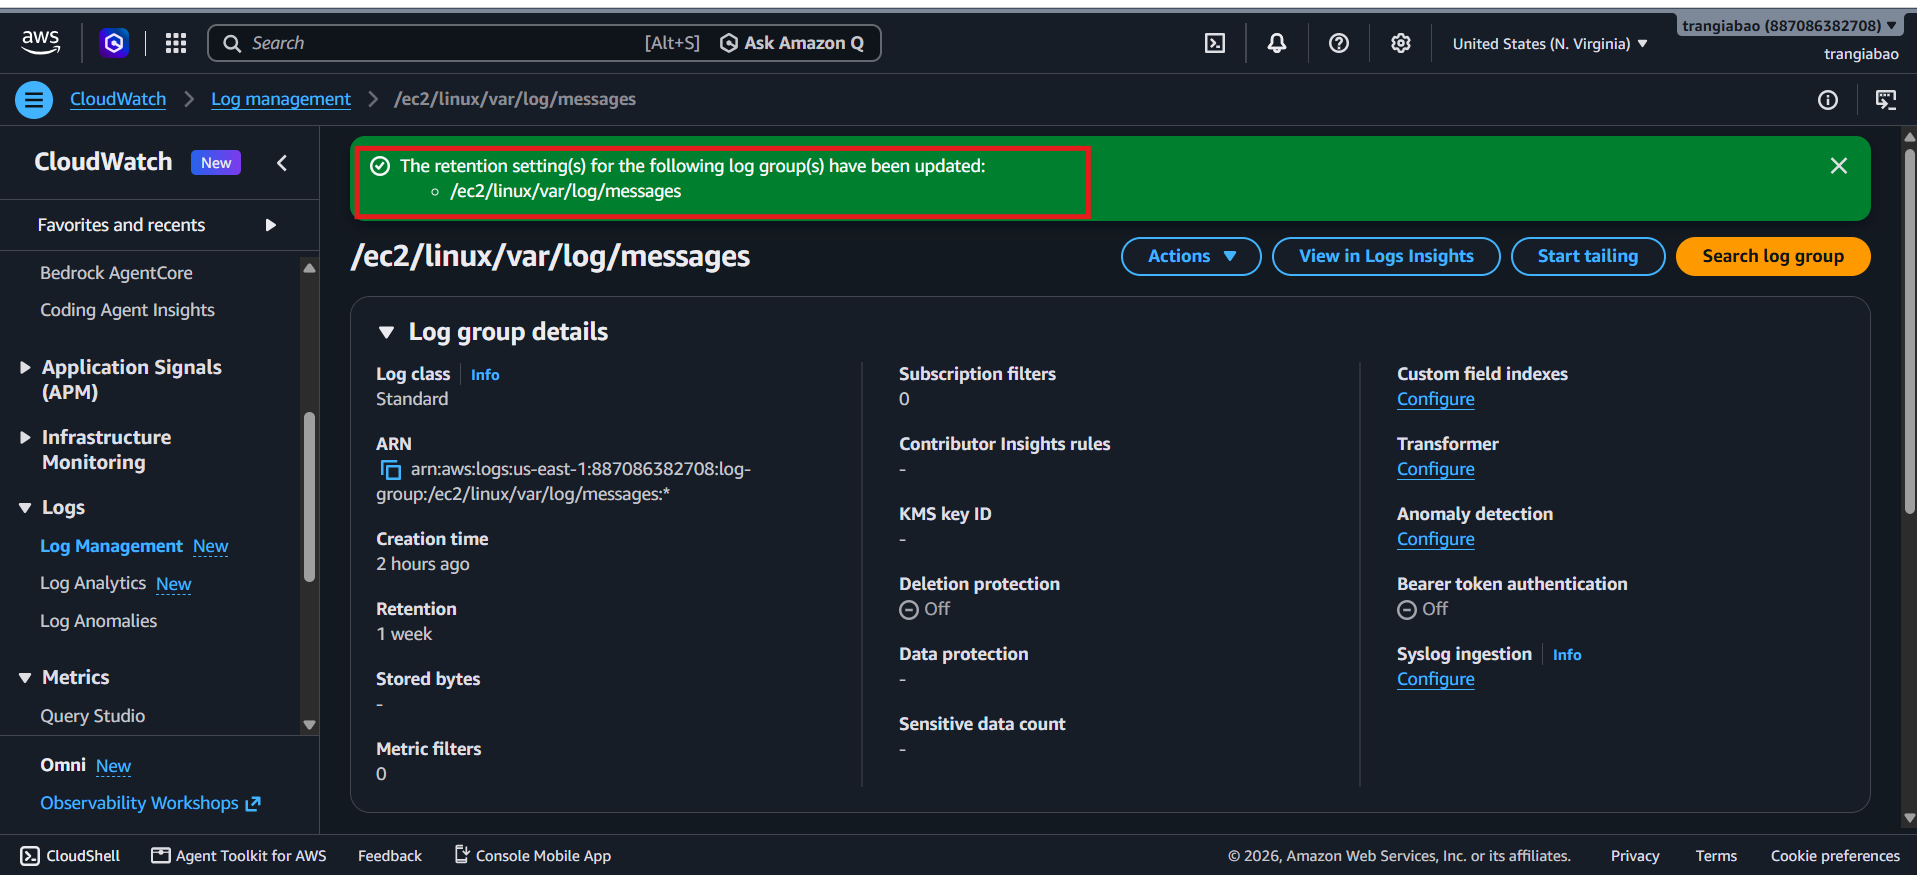 aws
Search
[Alt+S]
Ask Amazon Q
United States (N. Virginia)
trangiabao (887086382708)
trangiabao
CloudWatch
Log management
/ec2/linux/var/log/messages
CloudWatch
New
Favorites and recents
Bedrock AgentCore
Coding Agent Insights
Application Signals
(APM)
Infrastructure
Monitoring
Logs
Log Management New
Log Analytics New
Log Anomalies
Metrics
Query Studio
Omni New
Observability Workshops
The retention setting(s) for the following log group(s) have been updated:
/ec2/linux/var/log/messages
/ec2/linux/var/log/messages
Actions
View in Logs Insights
Start tailing
Search log group
Log group details
Log class Info
Standard
ARN
arn:aws:logs:us-east-1:887086382708:log-
group:/ec2/linux/var/log/messages:*
Creation time
2 hours ago
Retention
1 week
Stored bytes
-
Metric filters
0
Subscription filters
0
Contributor Insights rules
-
KMS key ID
-
Deletion protection
Off
Data protection
-
Sensitive data count
-
Custom field indexes
Configure
Transformer
Configure
Anomaly detection
Configure
Bearer token authentication
Off
Syslog ingestion Info
Configure
CloudShell
Agent Toolkit for AWS
Feedback
Console Mobile App
© 2026, Amazon Web Services, Inc. or its affiliates.
Privacy
Terms
Cookie preferences